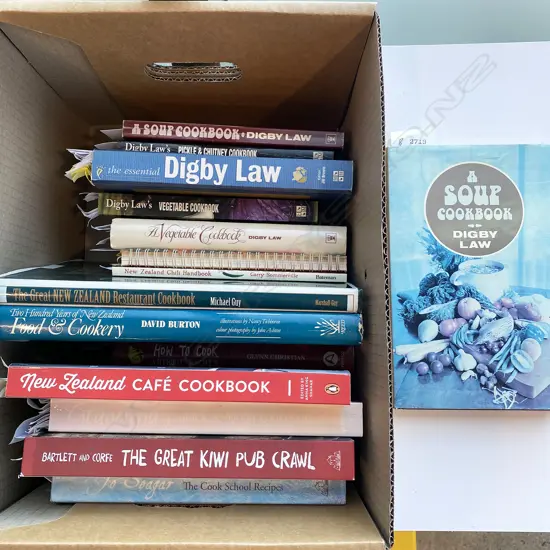 A SOUP COOKBOOK DIGBY LAW
Digby Law's PICKLE & CHUTNEY COOKBOOK
the essential Digby Law
Digby Law's VEGETABLE COOKBOOK
A Vegetable Cookbook DIGBY LAW
New Zealand Chilli Handbook
The Great NEW ZEALAND Restaurant Cookbook Michael Guy
Two Hundred Years of New Zealand
Food & Cookery DAVID BURTON
HOW TO COOK
New Zealand CAFÉ COOKBOOK
BARTLETT AND CORFE THE GREAT KIWI PUB CRAWL
Jo Seagar The Cook School Recipes
2719
A
SOUP
COOKBOOK
DIGBY
LAW